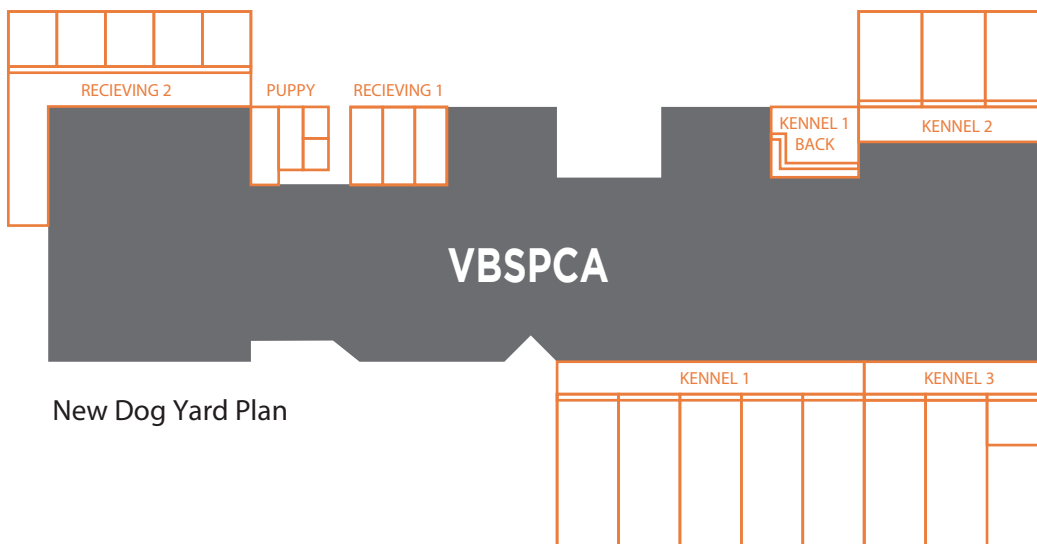 RECIEVING 2
PUPPY
RECIEVING 1
KENNEL 1
BACK
KENNEL 2
VBSPCA
KENNEL 1
KENNEL 3
New Dog Yard Plan